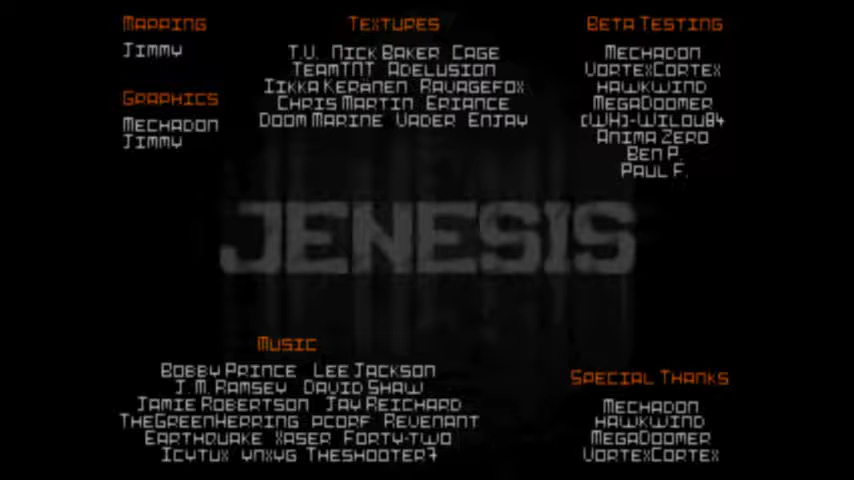 Mapping
Jimmy
Graphics
Mechadon
Jimmy
Textures
T.V. Nick Baker Cage
TeamTNT Adelusion
Iikka Keranen Ravagefox
Chris Martin Eriance
Doom Marine Vader Enjay
Beta Testing
Mechadon
VortexCortex
Hawkwind
MegaDoomer
[WH]-Wilou84
Anima Zero
Ben P.
Paul F.
JENESIS
Music
Bobby Prince Lee Jackson
J.M. Ramsey David Shaw
Jamie Robertson Jay Reichard
TheGreenHerring pcorf Revenant
Earthquake Xaser Forty-Two
Icytux ynxyg Theshooter7
Special Thanks
Mechadon
Hawkwind
MegaDoomer
VortexCortex